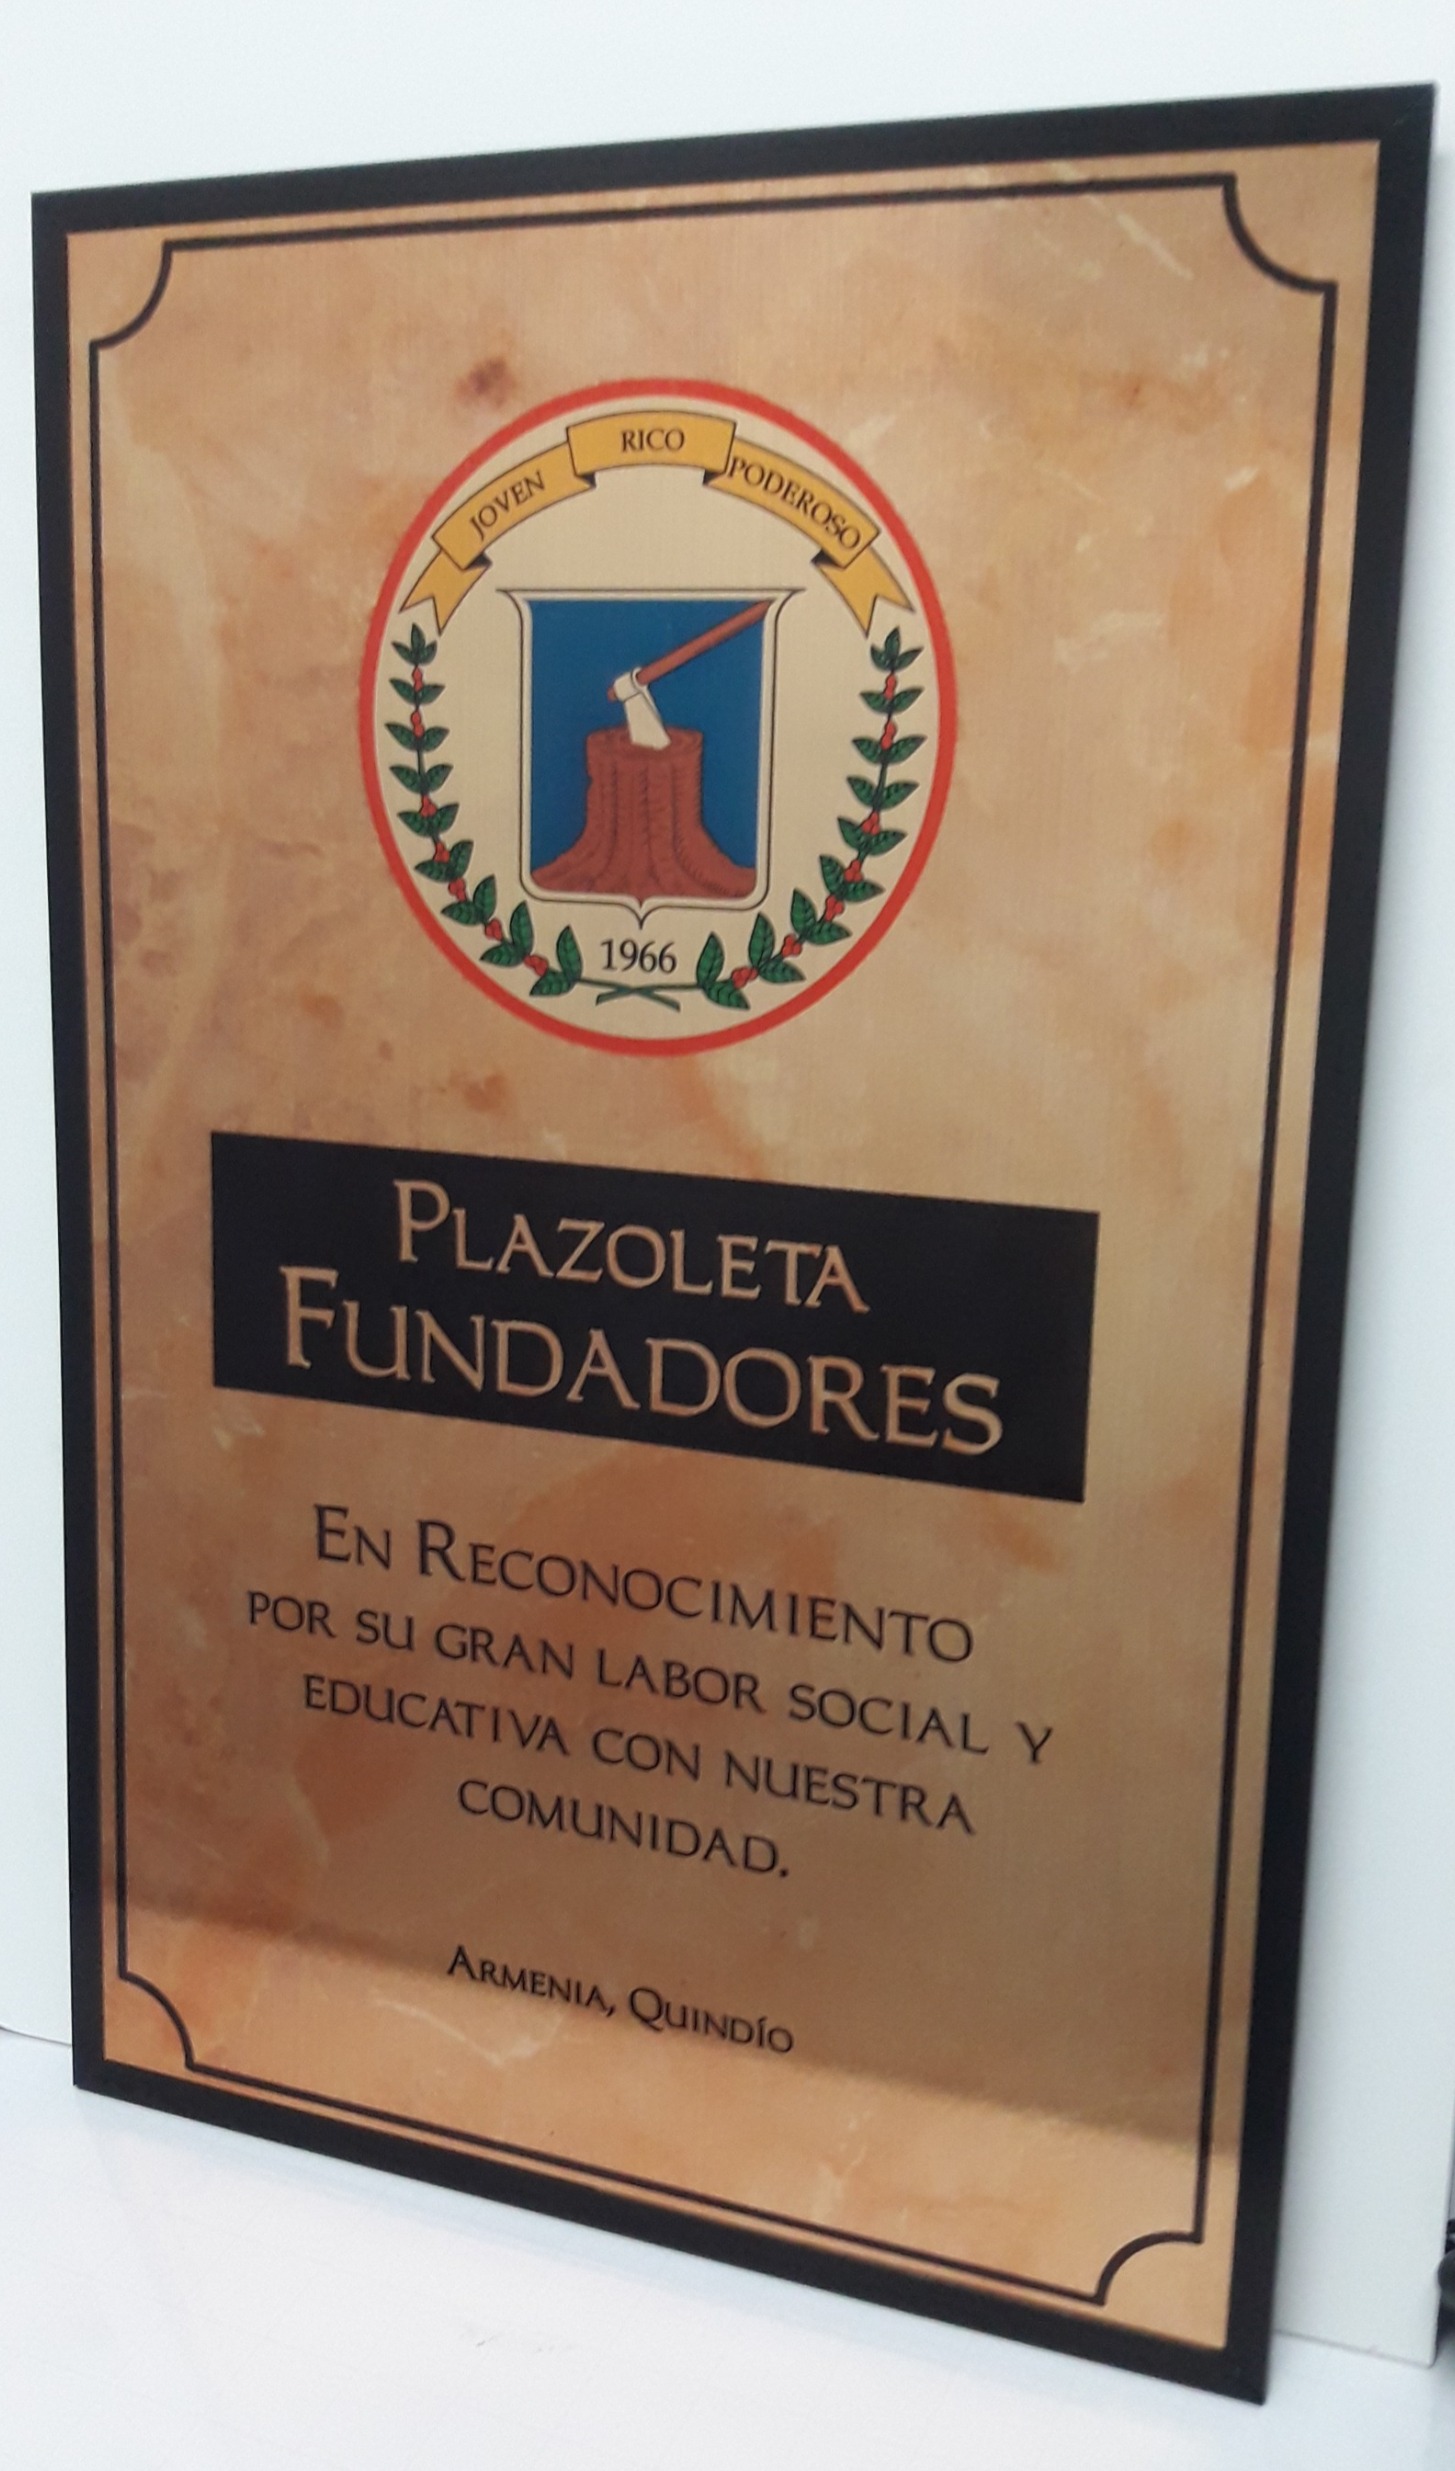 JOVEN RICO PODEROSO
1966
PLAZOLETA
FUNDADORES
EN RECONOCIMIENTO
POR SU GRAN LABOR SOCIAL Y
EDUCATIVA CON NUESTRA
COMUNIDAD.
ARMENIA, QUINDÍO